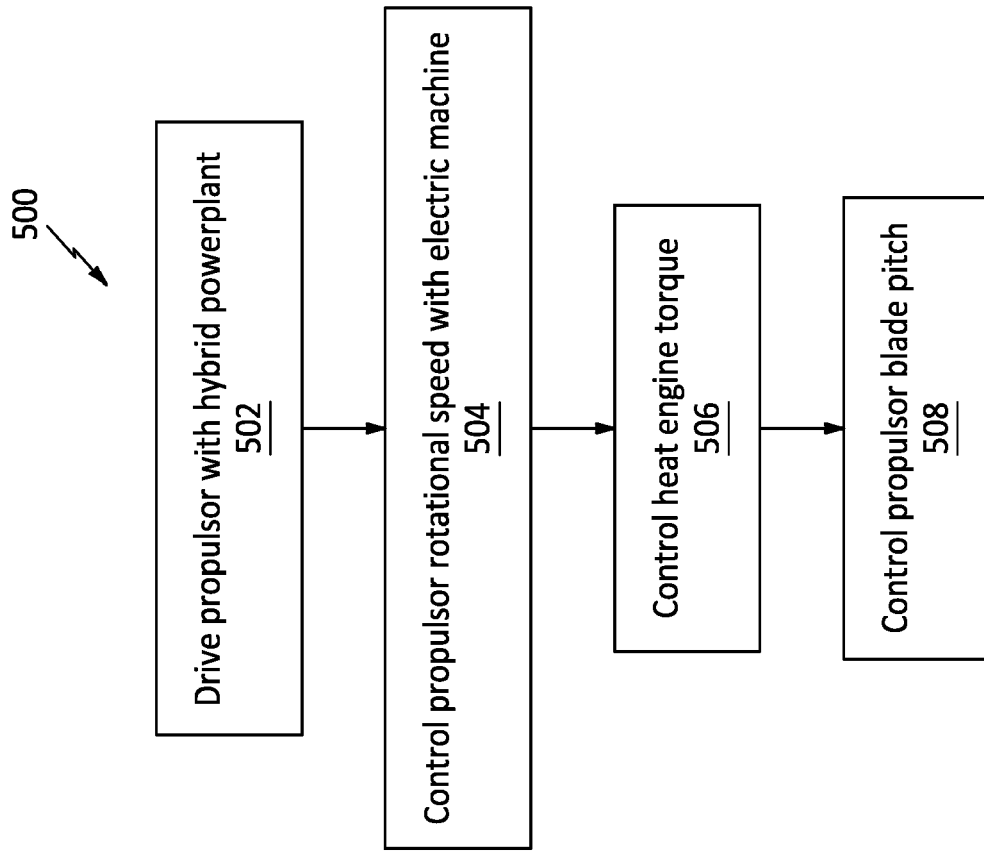 500
Drive propulsor with hybrid powerplant
502
Control propulsor rotational speed with electric machine
504
Control heat engine torque
506
Control propulsor blade pitch
508